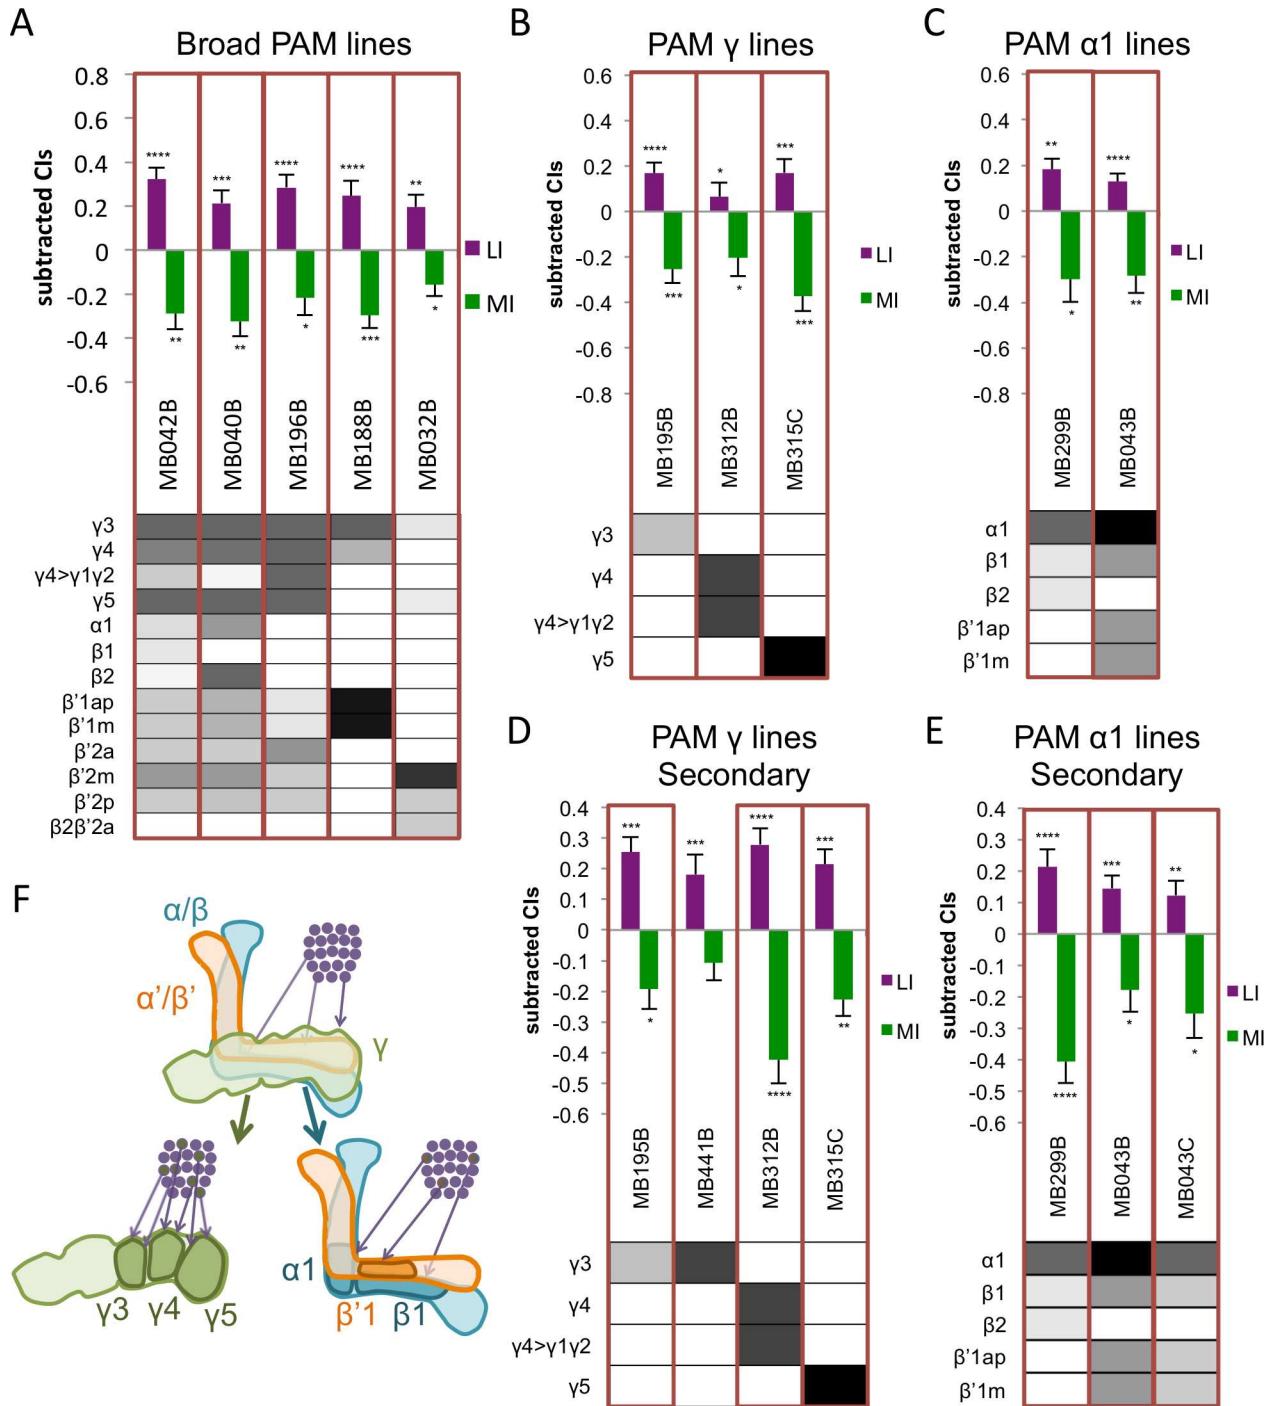 A
Broad PAM lines
0.8
0.6
0.4
0.2
0
-0.2
-0.4
-0.6
subtracted CIs
****
***
****
****
**
**
**
*
***
*
LI
MI
MB042B
MB040B
MB196B
MB188B
MB032B
γ3
γ4
γ4>γ1γ2
γ5
α1
β1
β2
β'1ap
β'1m
β'2a
β'2m
β'2p
β2β'2a
B
PAM γ lines
0.6
0.4
0.2
0
-0.2
-0.4
-0.6
-0.8
subtracted CIs
****
*
***
***
*
***
LI
MI
MB195B
MB312B
MB315C
γ3
γ4
γ4>γ1γ2
γ5
C
PAM α1 lines
0.6
0.4
0.2
0
-0.2
-0.4
-0.6
-0.8
subtracted CIs
**
****
*
**
LI
MI
MB299B
MB043B
α1
β1
β2
β'1ap
β'1m
D
PAM γ lines
Secondary
0.4
0.3
0.2
0.1
0
-0.1
-0.2
-0.3
-0.4
-0.5
-0.6
subtracted CIs
***
***
****
***
*
****
**
LI
MI
MB195B
MB441B
MB312B
MB315C
γ3
γ4
γ4>γ1γ2
γ5
E
PAM α1 lines
Secondary
0.4
0.3
0.2
0.1
0
-0.1
-0.2
-0.3
-0.4
-0.5
-0.6
subtracted CIs
****
***
**
****
*
*
LI
MI
MB299B
MB043B
MB043C
α1
β1
β2
β'1ap
β'1m
F
α/β
α'/β'
γ
γ3 γ4 γ5
α1
β'1 β1